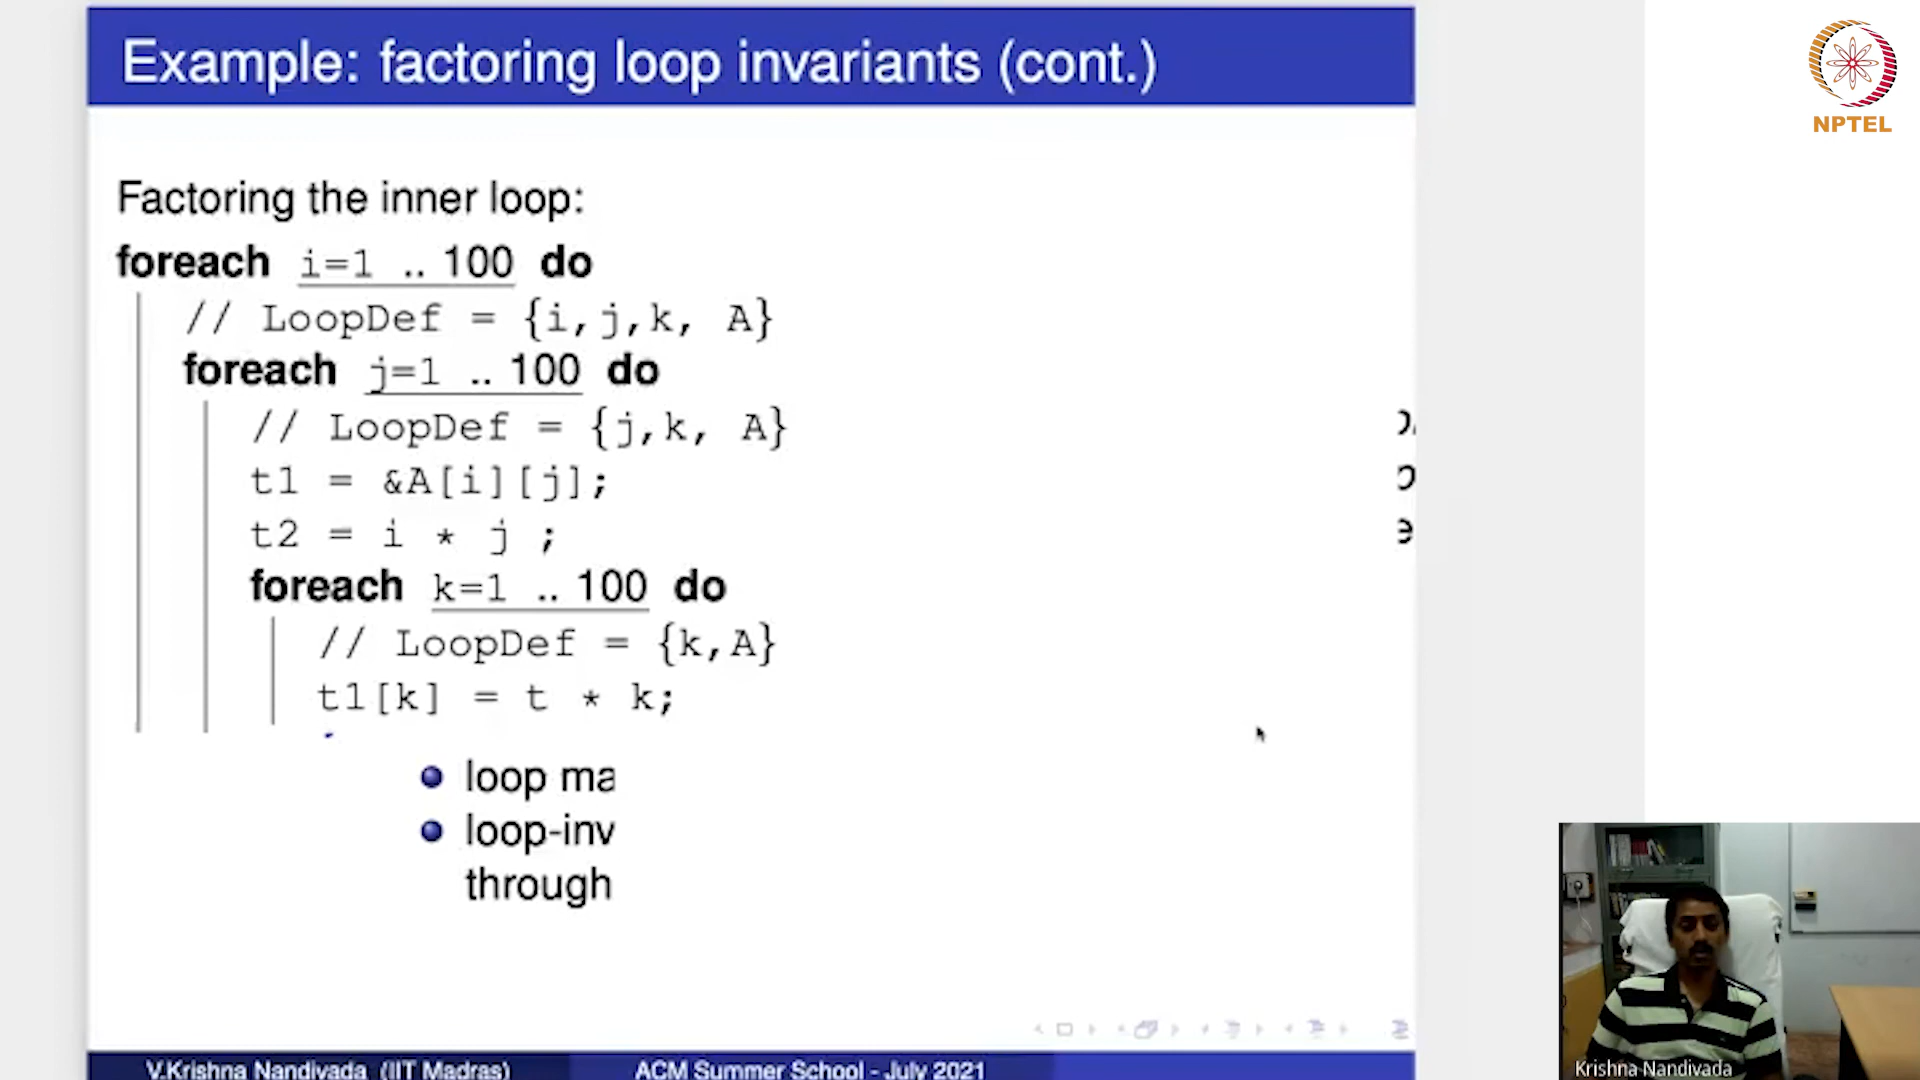 Example: factoring loop invariants (cont.)
NPTEL
Factoring the inner loop:
foreach i=1 .. 100 do
// LoopDef = {i,j,k, A}
foreach j=1 .. 100 do
// LoopDef = {j,k, A}
t1 = &A[i][j];
t2 = i * j ;
foreach k=1 .. 100 do
// LoopDef = {k,A}
t1[k] = t * k;
loop ma
loop-inv
through
V.Krishna Nandivada (IIT Madras) ACM Summer School - July 2021
Krishna Nandivada